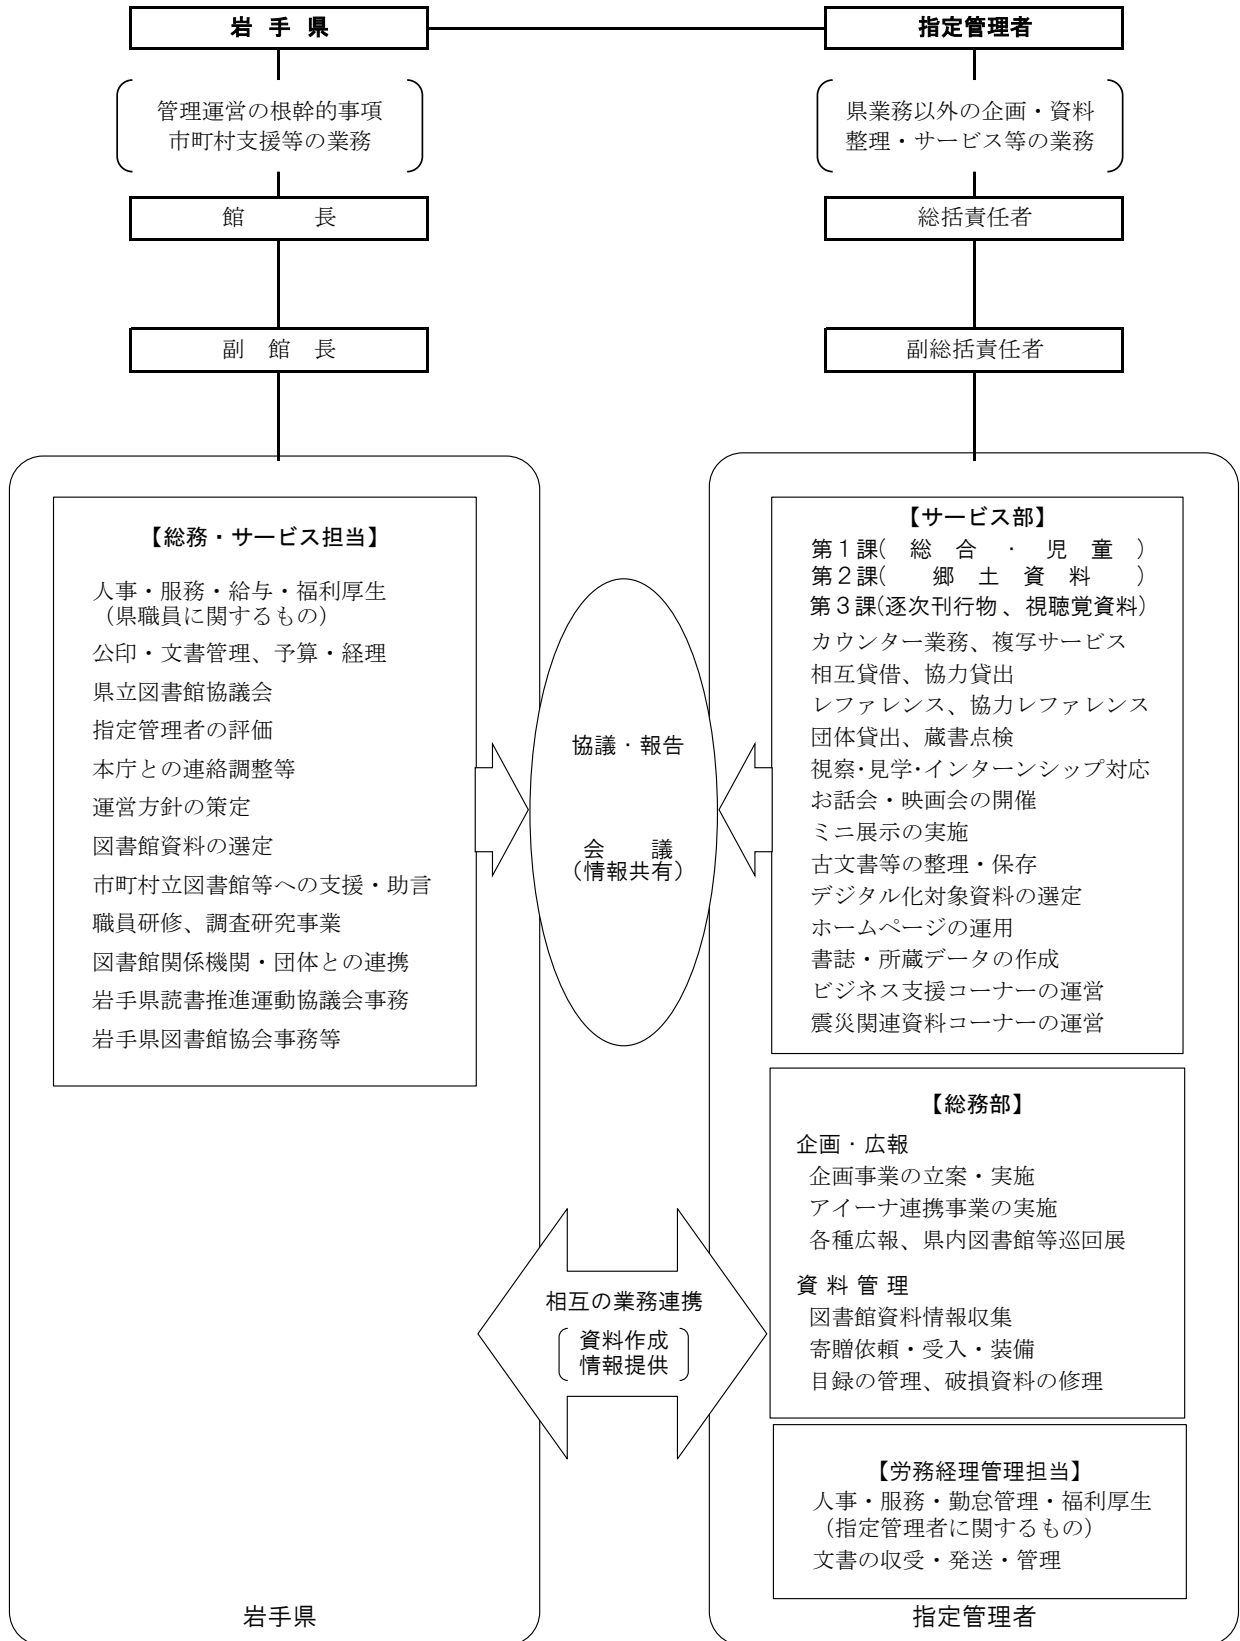 岩 手 県
指定管理者
管理運営の根幹的事項
市町村支援等の業務
県業務以外の企画・資料
整理・サービス等の業務
館 長
総括責任者
副 館 長
副総括責任者
【総務・サービス担当】
人事・服務・給与・福利厚生
（県職員に関するもの）
公印・文書管理、予算・経理
県立図書館協議会
指定管理者の評価
本庁との連絡調整等
運営方針の策定
図書館資料の選定
市町村立図書館等への支援・助言
職員研修、調査研究事業
図書館関係機関・団体との連携
岩手県読書推進運動協議会事務
岩手県図書館協会事務等
協議・報告
会 議
（情報共有）
【サービス部】
第１課( 総 合 ・ 児 童 )
第２課( 郷 土 資 料 )
第３課(逐次刊行物、視聴覚資料)
カウンター業務、複写サービス
相互貸借、協力貸出
レファレンス、協力レファレンス
団体貸出、蔵書点検
視察・見学・インターンシップ対応
お話会・映画会の開催
ミニ展示の実施
古文書等の整理・保存
デジタル化対象資料の選定
ホームページの運用
書誌・所蔵データの作成
ビジネス支援コーナーの運営
震災関連資料コーナーの運営
【総務部】
企画・広報
企画事業の立案・実施
アイーナ連携事業の実施
各種広報、県内図書館等巡回展
資 料 管 理
図書館資料情報収集
寄贈依頼・受入・装備
目録の管理、破損資料の修理
相互の業務連携
資料作成
情報提供
【労務経理管理担当】
人事・服務・勤怠管理・福利厚生
（指定管理者に関するもの）
文書の収受・発送・管理
岩手県
指定管理者